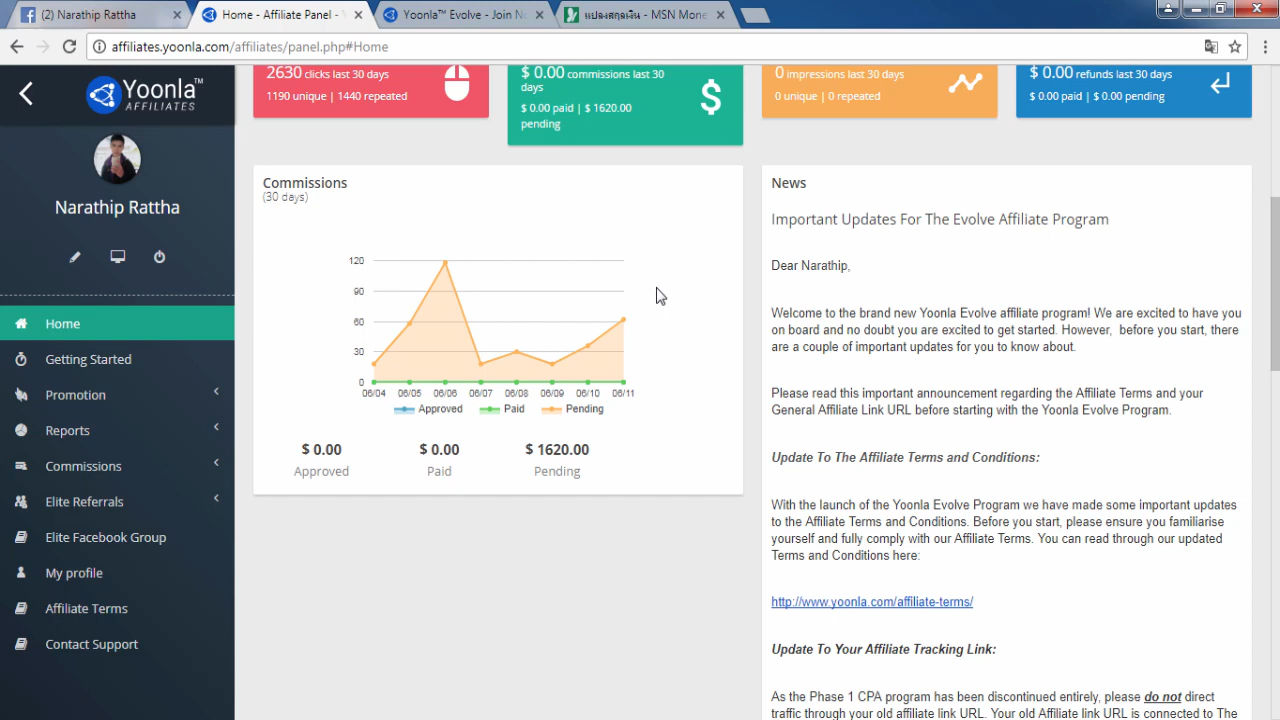 (2) Narathip Rattha
Home - Affiliate Panel -
Yoonla™ Evolve - Join N
แปลงสกุลเงิน - MSN Mone
affiliates.yoonla.com/affiliates/panel.php#Home
Yoonla™
AFFILIATES
Narathip Rattha
Home
Getting Started
Promotion
Reports
Commissions
Elite Referrals
Elite Facebook Group
My profile
Affiliate Terms
Contact Support
2630 clicks last 30 days
1190 unique | 1440 repeated
$ 0.00 commissions last 30
days
$ 0.00 paid | $ 1620.00
pending
0 impressions last 30 days
0 unique | 0 repeated
$ 0.00 refunds last 30 days
$ 0.00 paid | $ 0.00 pending
Commissions
(30 days)
120
90
60
30
0
06/04 06/05 06/06 06/07 06/08 06/09 06/10 06/11
Approved Paid Pending
$ 0.00 $ 0.00 $ 1620.00
Approved Paid Pending
News
Important Updates For The Evolve Affiliate Program
Dear Narathip,
Welcome to the brand new Yoonla Evolve affiliate program! We are excited to have you
on board and no doubt you are excited to get started. However, before you start, there
are a couple of important updates for you to know about.
Please read this important announcement regarding the Affiliate Terms and your
General Affiliate Link URL before starting with the Yoonla Evolve Program.
Update To The Affiliate Terms and Conditions:
With the launch of the Yoonla Evolve Program we have made some important updates
to the Affiliate Terms and Conditions. Before you start, please ensure you familiarise
yourself and fully comply with our Affiliate Terms. You can read through our updated
Terms and Conditions here:
http://www.yoonla.com/affiliate-terms/
Update To Your Affiliate Tracking Link:
As the Phase 1 CPA program has been discontinued entirely, please do not direct
traffic through your old affiliate link URL. Your old Affiliate link URL is connected to The